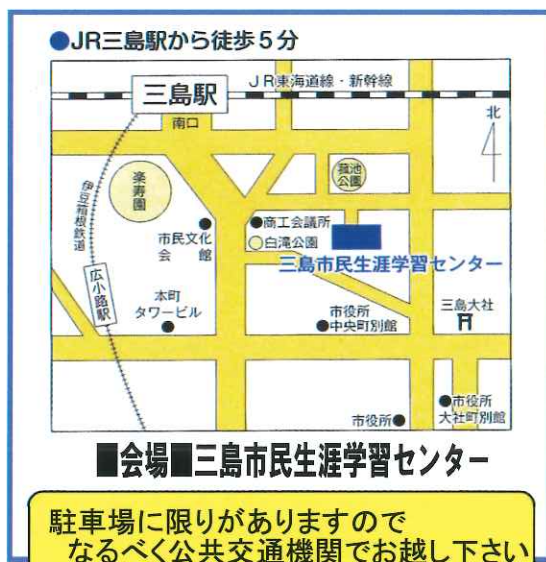 ●JR三島駅から徒歩5分
JR東海道線・新幹線
三島駅
南口
北
菰池
公園
楽寿園
伊豆箱根鉄道
●商工会議所
市民文化
会館
○白滝公園
三島市民生涯学習センター
広小路駅
本町
タワービル
市役所
●中央町別館
三島大社
●市役所
大社町別館
市役所●
■会場■三島市民生涯学習センター
駐車場に限りがありますので
なるべく公共交通機関でお越し下さい